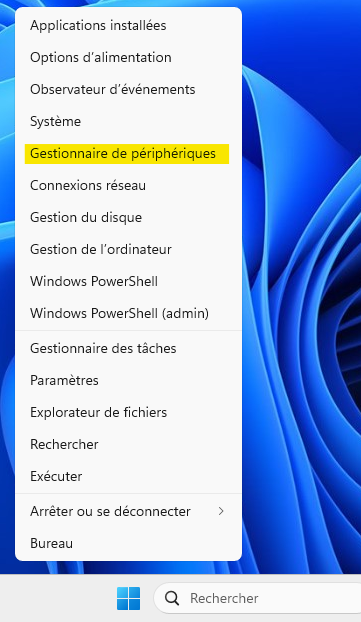 Applications installées
Options d’alimentation
Observateur d’événements
Système
Gestionnaire de périphériques
Connexions réseau
Gestion du disque
Gestion de l’ordinateur
Windows PowerShell
Windows PowerShell (admin)
Gestionnaire des tâches
Paramètres
Explorateur de fichiers
Rechercher
Exécuter
Arrêter ou se déconnecter
Bureau
Rechercher